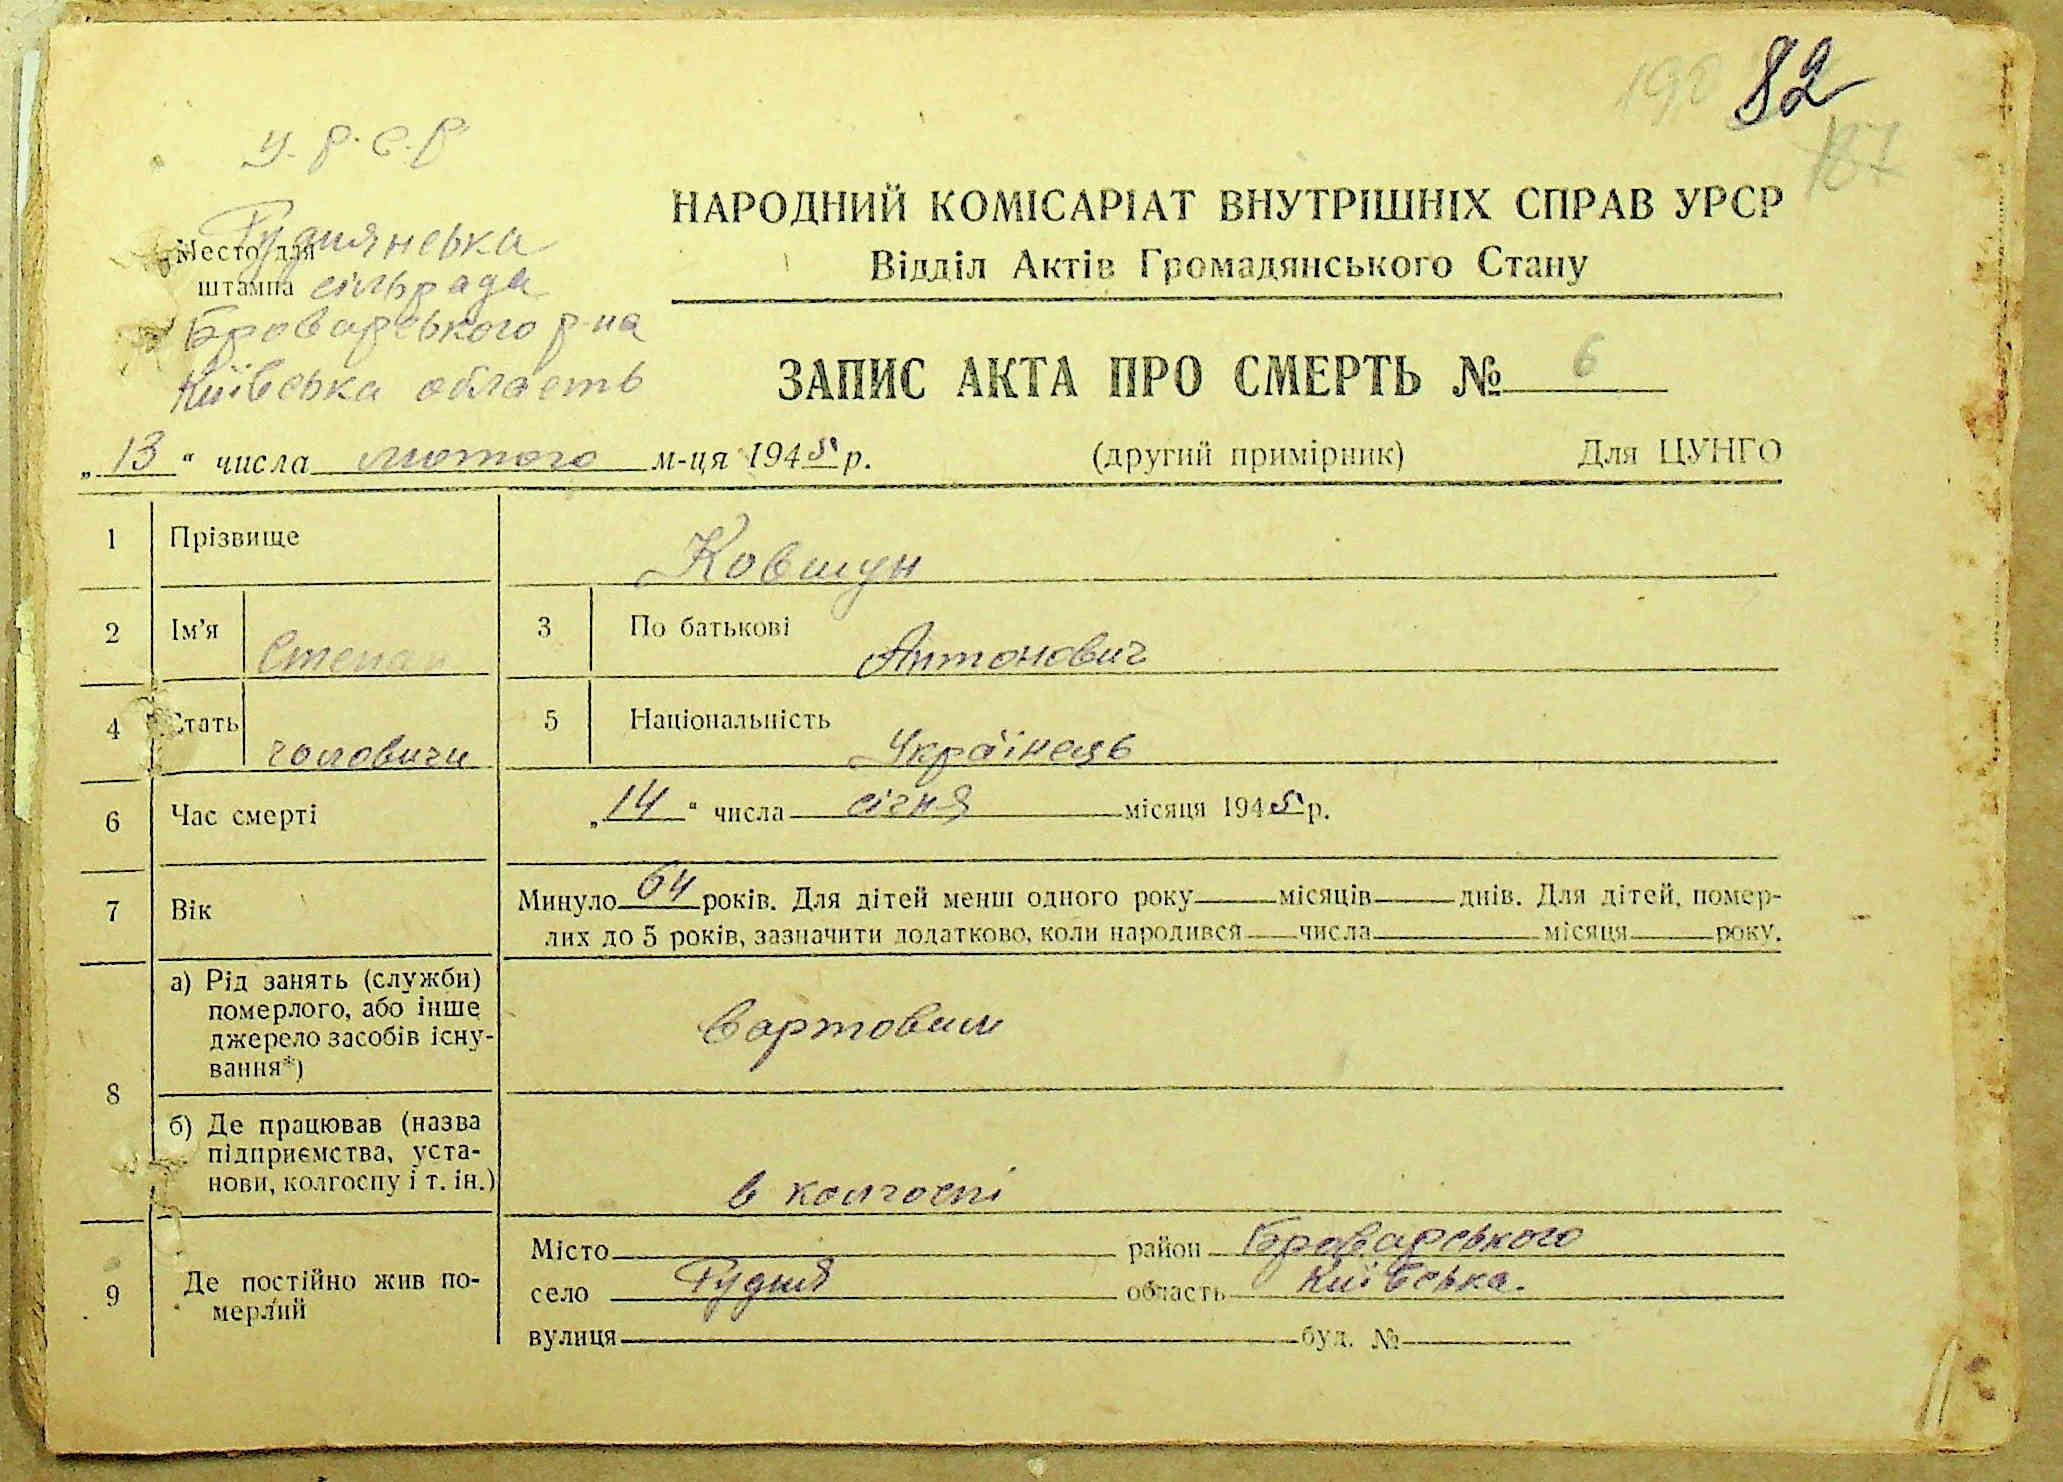 82
187
У.Р.С.Р
Руднянська
Место для
штампа сільрада
Броварського р-на
Київська область
НАРОДНИЙ КОМІСАРІАТ ВНУТРІШНІХ СПРАВ УРСР
Відділ Актів Громадянського Стану
ЗАПИС АКТА ПРО СМЕРТЬ № 6
„13“ числа лютого м-ця 1945 р. (другий примірник) Для ЦУНГО
1 Прізвище Ковшун
2 Ім'я Степан 3 По батькові Антонович
4 Стать чоловичи 5 Національність Українець
6 Час смерті „14“ числа січня місяця 1945 р.
7 Вік Минуло 64 років. Для дітей менш одного року місяців днів. Для дітей, помер-
лих до 5 років, зазначити додатково, коли народився числа місяця року.
8 а) Рід занять (служби)
померлого, або інше
джерело засобів існу-
вання*)
Вартовим
б) Де працював (назва
підприємства, уста-
нови, колгоспу і т. ін.)
в колгоспі
9 Де постійно жив по-
мерлий
Місто район Броварського
село Рудня область Київська.
вулиця буд. №